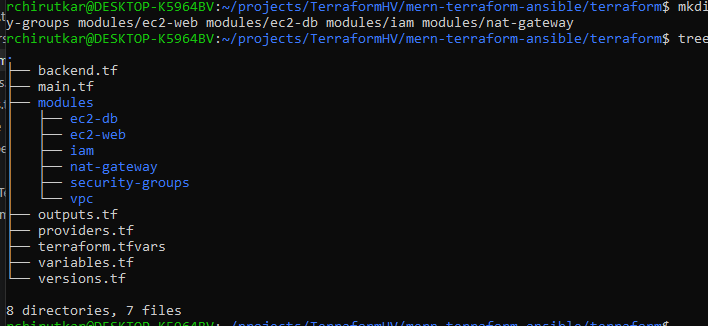 rchirutkar@DESKTOP-K5964BV:~/projects/TerraformHV/mern-terraform-ansible/terraform$ mkdi
y-groups modules/ec2-web modules/ec2-db modules/iam modules/nat-gateway
rchirutkar@DESKTOP-K5964BV:~/projects/TerraformHV/mern-terraform-ansible/terraform$ tree
.
├── backend.tf
├── main.tf
├── modules
│   ├── ec2-db
│   ├── ec2-web
│   ├── iam
│   ├── nat-gateway
│   ├── security-groups
│   └── vpc
├── outputs.tf
├── providers.tf
├── terraform.tfvars
├── variables.tf
└── versions.tf
8 directories, 7 files
rchirutkar@DESKTOP-K5964BV:~/projects/TerraformHV/mern-terraform-ansible/terraform$